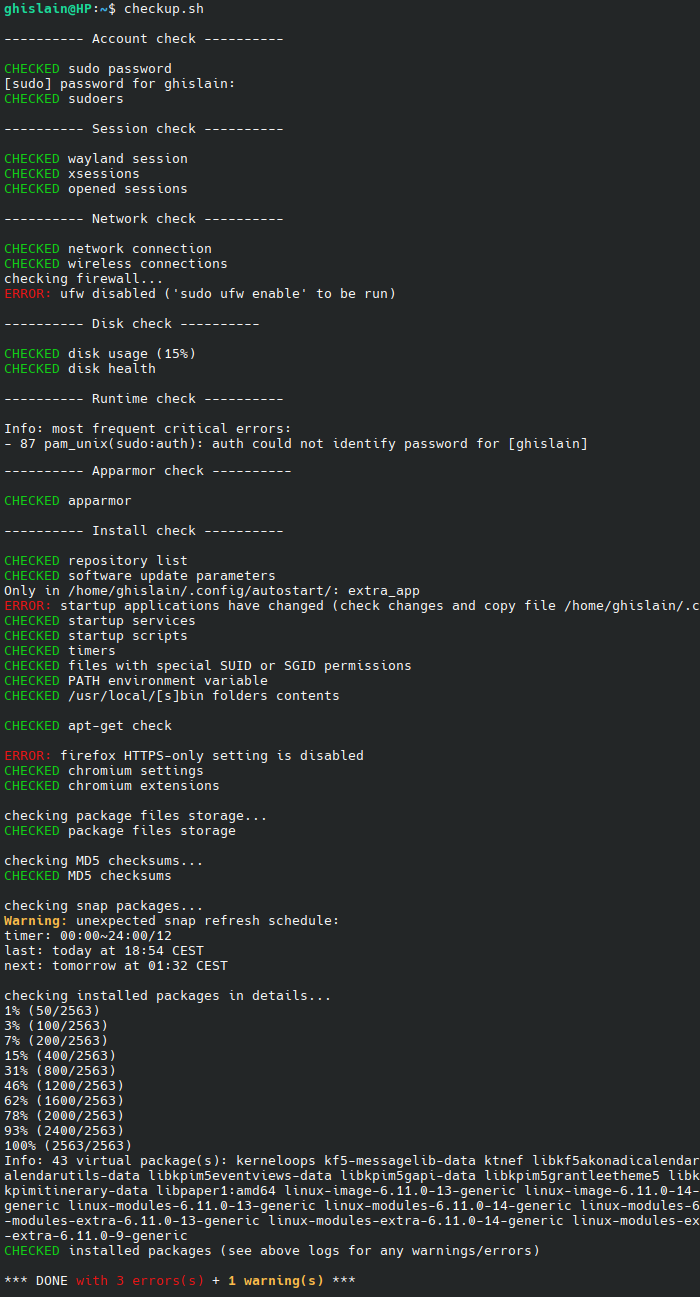 ghislain@HP:~$ checkup.sh
---------- Account check ----------
CHECKED sudo password
[sudo] password for ghislain:
CHECKED sudoers
---------- Session check ----------
CHECKED wayland session
CHECKED xsessions
CHECKED opened sessions
---------- Network check ----------
CHECKED network connection
CHECKED wireless connections
checking firewall...
ERROR: ufw disabled ('sudo ufw enable' to be run)
---------- Disk check ----------
CHECKED disk usage (15%)
CHECKED disk health
---------- Runtime check ----------
Info: most frequent critical errors:
- 87 pam_unix(sudo:auth): auth could not identify password for [ghislain]
---------- Apparmor check ----------
CHECKED apparmor
---------- Install check ----------
CHECKED repository list
CHECKED software update parameters
Only in /home/ghislain/.config/autostart/: extra_app
ERROR: startup applications have changed (check changes and copy file /home/ghislain/.c
CHECKED startup services
CHECKED startup scripts
CHECKED timers
CHECKED files with special SUID or SGID permissions
CHECKED PATH environment variable
CHECKED /usr/local/[s]bin folders contents
CHECKED apt-get check
ERROR: firefox HTTPS-only setting is disabled
CHECKED chromium settings
CHECKED chromium extensions
checking package files storage...
CHECKED package files storage
checking MD5 checksums...
CHECKED MD5 checksums
checking snap packages...
Warning: unexpected snap refresh schedule:
timer: 00:00~24:00/12
last: today at 18:54 CEST
next: tomorrow at 01:32 CEST
checking installed packages in details...
1% (50/2563)
3% (100/2563)
7% (200/2563)
15% (400/2563)
31% (800/2563)
46% (1200/2563)
62% (1600/2563)
78% (2000/2563)
93% (2400/2563)
100% (2563/2563)
Info: 43 virtual package(s): kerneloops kf5-messagelib-data ktnef libkf5akonadicalendar
alendarutils-data libkpim5eventviews-data libkpim5gapi-data libkpim5grantleetheme5 libk
kpimitinerary-data libpaper1:amd64 linux-image-6.11.0-13-generic linux-image-6.11.0-14-
generic linux-modules-6.11.0-13-generic linux-modules-6.11.0-14-generic linux-modules-6
-modules-extra-6.11.0-13-generic linux-modules-extra-6.11.0-14-generic linux-modules-ex
-extra-6.11.0-9-generic
CHECKED installed packages (see above logs for any warnings/errors)
*** DONE with 3 errors(s) + 1 warning(s) ***